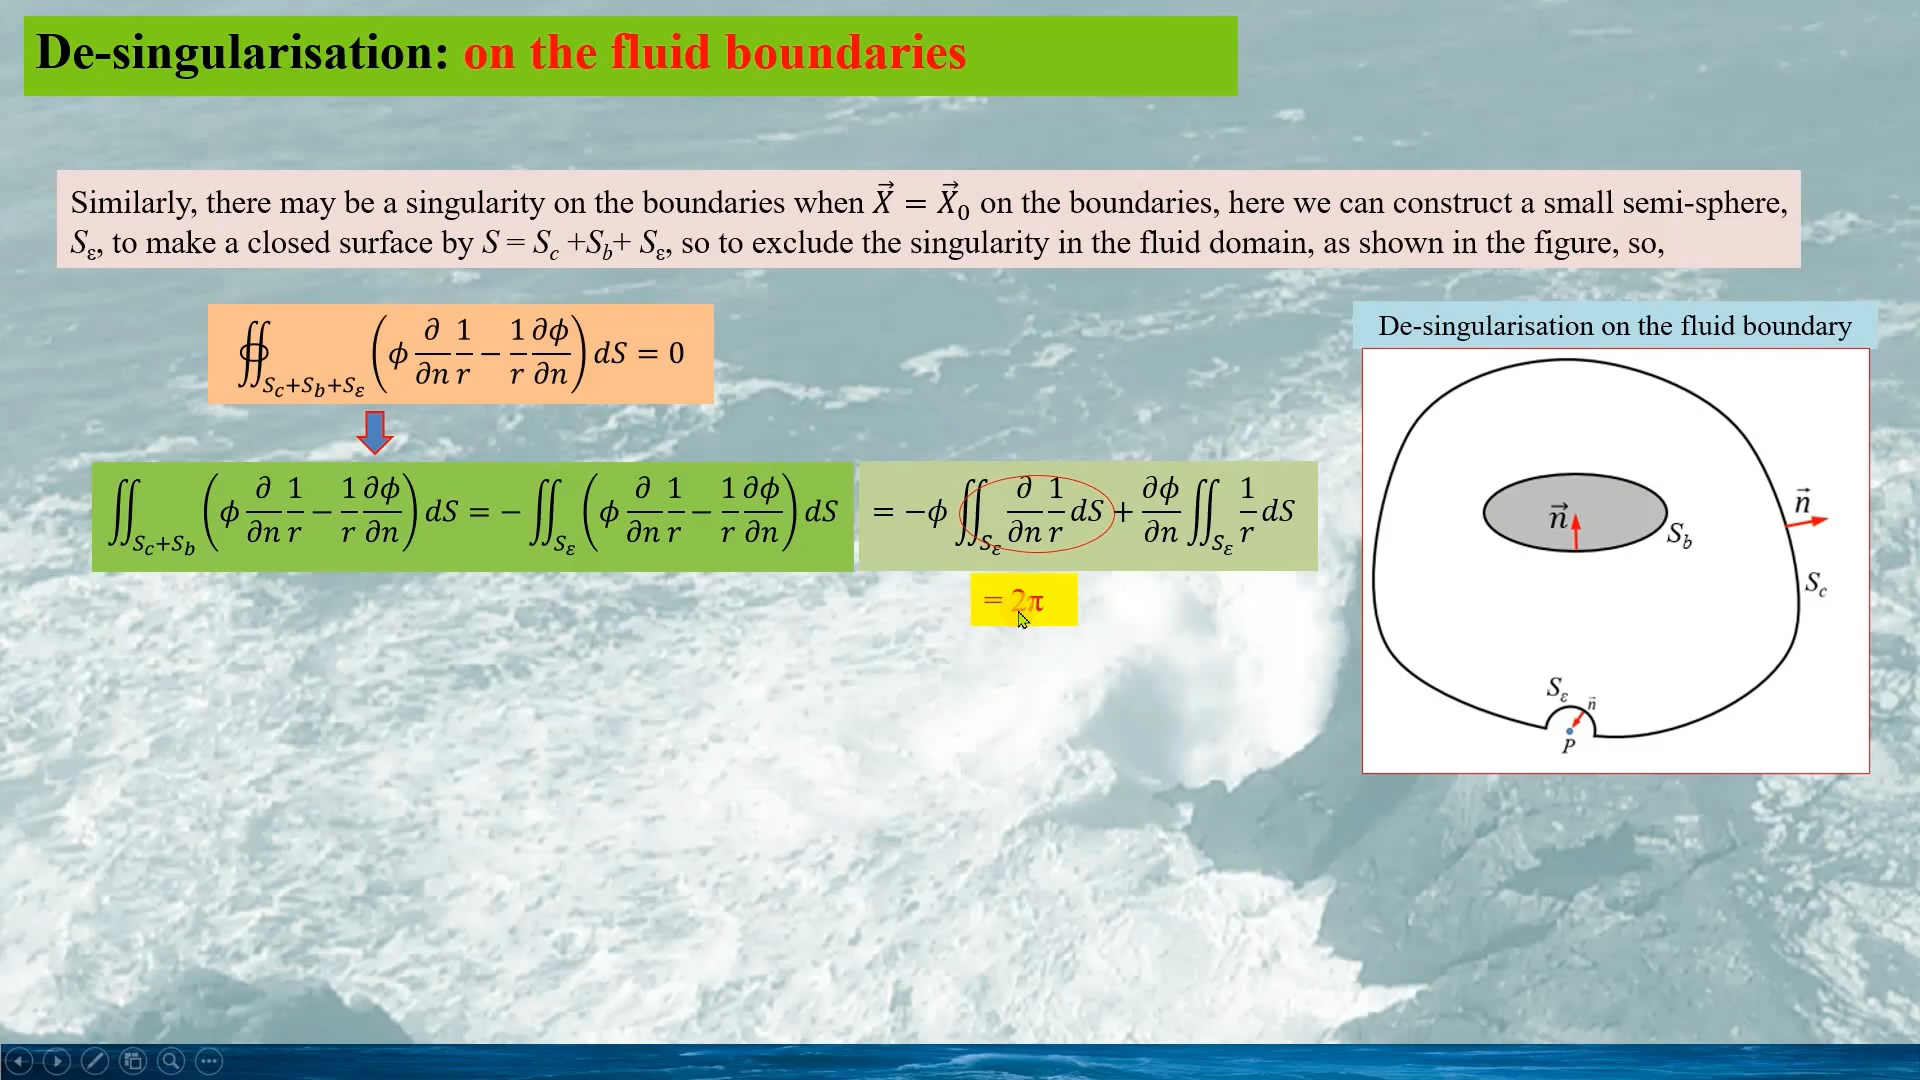 De-singularisation: on the fluid boundaries
Similarly, there may be a singularity on the boundaries when X⃗ = X⃗₀ on the boundaries, here we can construct a small semi-sphere,
Sε, to make a closed surface by S = Sc +Sb+ Sε, so to exclude the singularity in the fluid domain, as shown in the figure, so,
∯_{Sc+Sb+Sε} (ϕ ∂/∂n 1/r − 1/r ∂ϕ/∂n) dS = 0
∬_{Sc+Sb} (ϕ ∂/∂n 1/r − 1/r ∂ϕ/∂n) dS = − ∬_{Sε} (ϕ ∂/∂n 1/r − 1/r ∂ϕ/∂n) dS = −ϕ ∬_{Sε} ∂/∂n 1/r dS + ∂ϕ/∂n ∬_{Sε} 1/r dS
= 2π
De-singularisation on the fluid boundary
n⃗
n⃗
Sb
Sc
Sε
n⃗
P